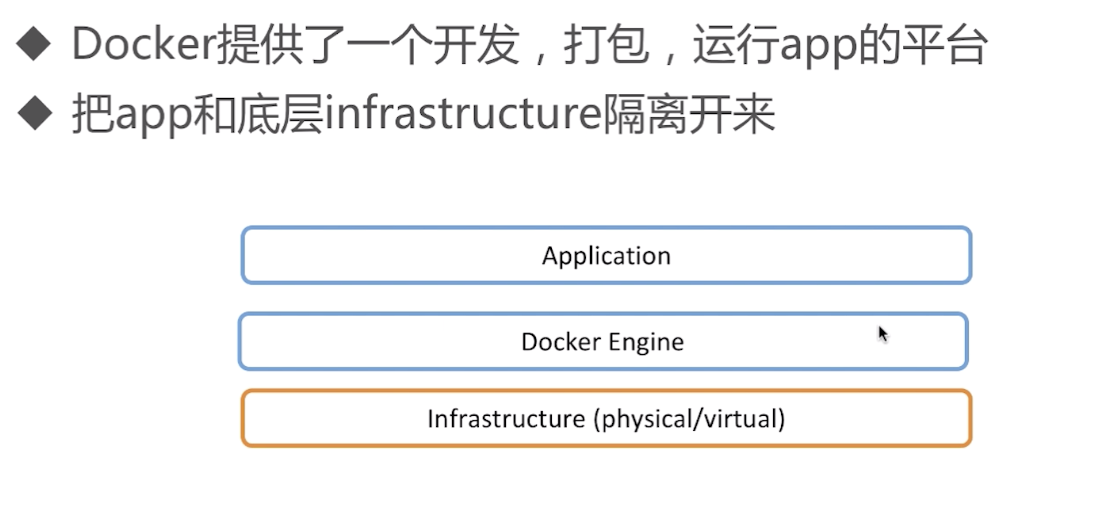 Docker提供了一个开发，打包，运行app的平台
把app和底层infrastructure隔离开来
Application
Docker Engine
Infrastructure (physical/virtual)